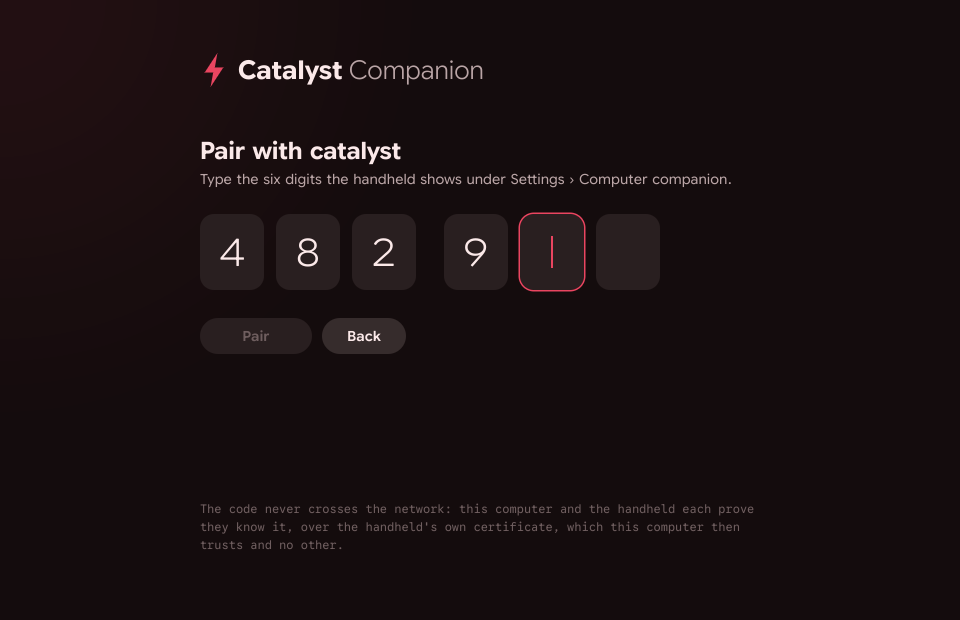 Catalyst Companion
Pair with catalyst
Type the six digits the handheld shows under Settings › Computer companion.
4 8 2 9
Pair Back
The code never crosses the network: this computer and the handheld each prove
they know it, over the handheld's own certificate, which this computer then
trusts and no other.